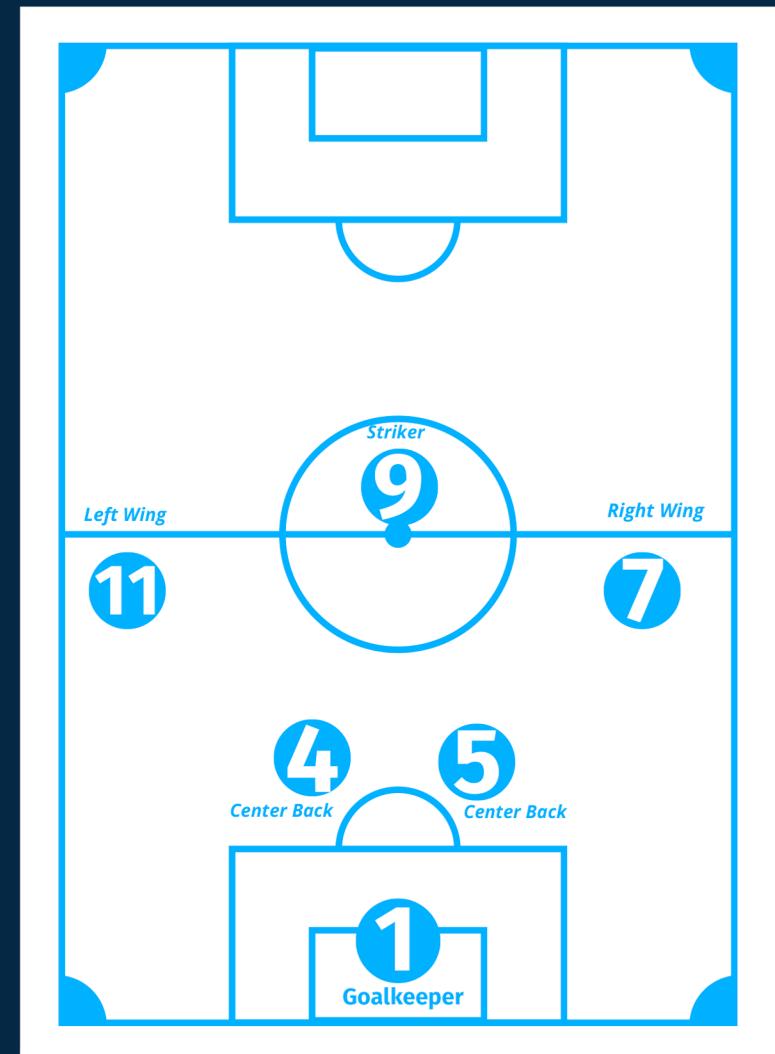 Striker
9
Left Wing
Right Wing
11
7
4
5
Center Back
Center Back
1
Goalkeeper